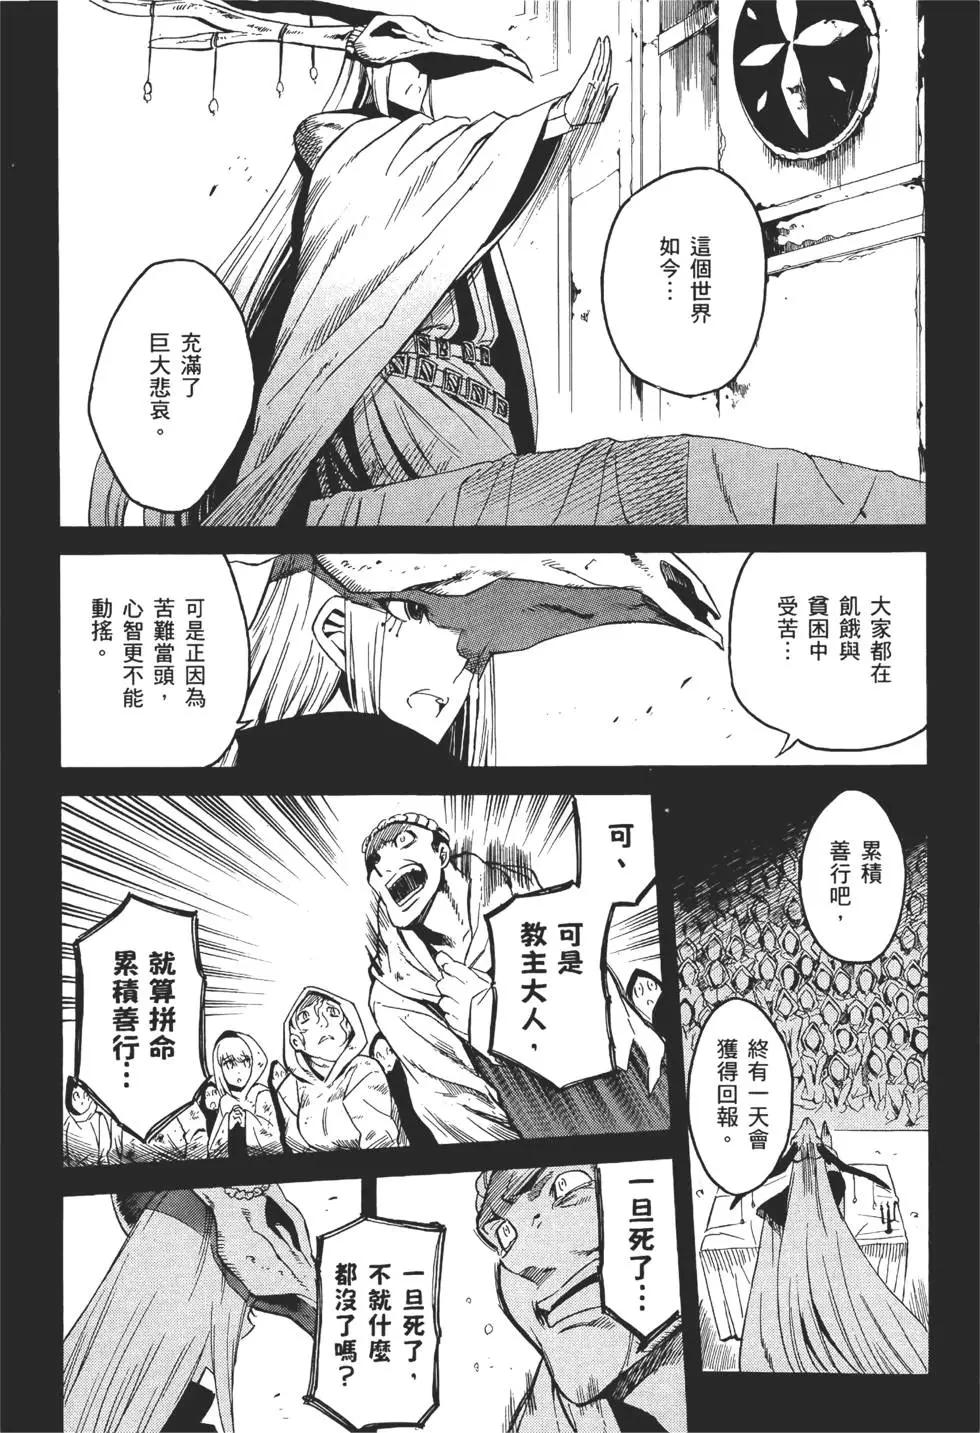 這個世界
如今…
充滿了
巨大悲哀。
大家都在
飢餓與
貧困中
受苦…
可是正因為
苦難當頭，
心智更不能
動搖。
累積
善行吧，
終有一天會
獲得回報。
可、
可是
教主大人，
就算拼命
累積善行…
一旦死了…
一旦死了，
不就什麼
都沒了嗎？